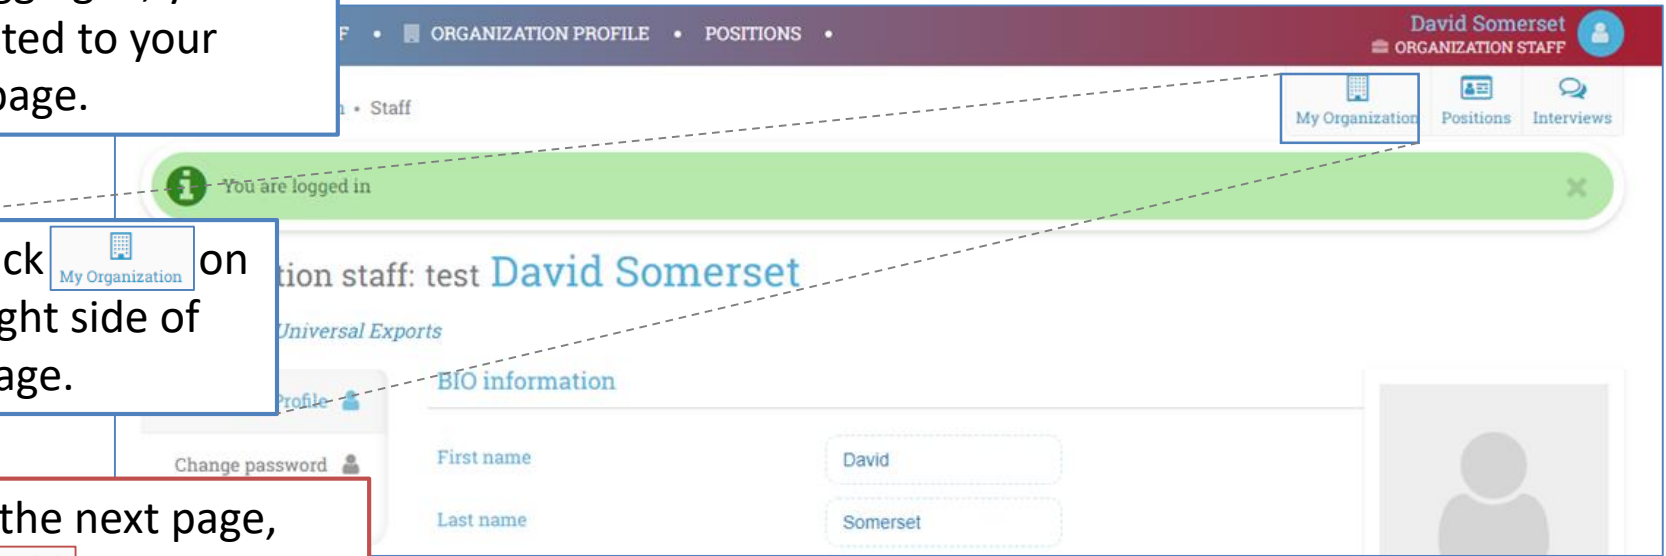 ted to your
page.
F • ORGANIZATION PROFILE • POSITIONS •
David Somerset
ORGANIZATION STAFF
• Staff
My Organization
Positions
Interviews
You are logged in
ck My Organization on
ght side of
age.
tion staff: test David Somerset
Universal Exports
Profile
Change password
BIO information
First name
David
Last name
Somerset
the next page,